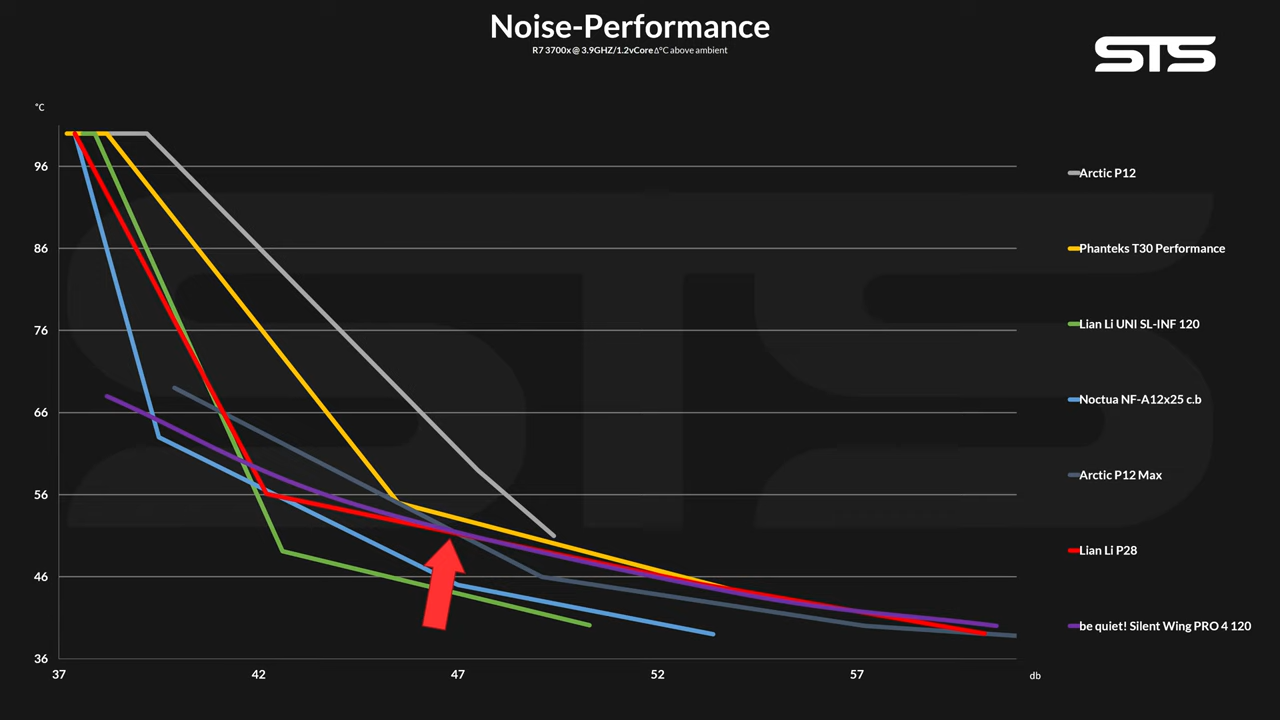 Noise-Performance
R7 3700x @ 3.9GHZ/1.2vCore Δ°C above ambient
STS
°C
96
86
76
66
56
46
36
37 42 47 52 57 db
Arctic P12
Phanteks T30 Performance
Lian Li UNI SL-INF 120
Noctua NF-A12x25 c.b
Arctic P12 Max
Lian Li P28
be quiet! Silent Wing PRO 4 120
STS